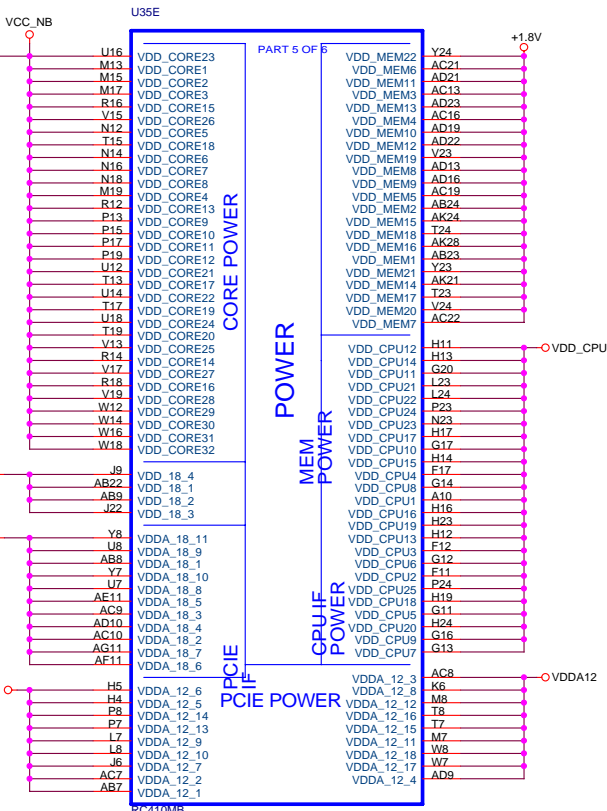 U35E
VCC_NB
+1.8V
PART 5 OF 6
U16 VDD_CORE23
M13 VDD_CORE1
M15 VDD_CORE2
M17 VDD_CORE3
R16 VDD_CORE15
V15 VDD_CORE26
N12 VDD_CORE5
T15 VDD_CORE18
N14 VDD_CORE6
N16 VDD_CORE7
N18 VDD_CORE8
M19 VDD_CORE4
R12 VDD_CORE13
P13 VDD_CORE9
P15 VDD_CORE10
P17 VDD_CORE11
P19 VDD_CORE12
U12 VDD_CORE21
T13 VDD_CORE17
U14 VDD_CORE22
T17 VDD_CORE19
U18 VDD_CORE24
T19 VDD_CORE20
V13 VDD_CORE25
R14 VDD_CORE14
V17 VDD_CORE27
R18 VDD_CORE16
V19 VDD_CORE28
W12 VDD_CORE29
W14 VDD_CORE30
W16 VDD_CORE31
W18 VDD_CORE32
J9 VDD_18_4
AB22 VDD_18_1
AB9 VDD_18_2
J22 VDD_18_3
Y8 VDDA_18_11
U8 VDDA_18_9
AB8 VDDA_18_1
Y7 VDDA_18_10
U7 VDDA_18_8
AE11 VDDA_18_5
AC9 VDDA_18_3
AD10 VDDA_18_4
AC10 VDDA_18_2
AG11 VDDA_18_7
AF11 VDDA_18_6
H5 VDDA_12_6
H4 VDDA_12_5
P8 VDDA_12_14
P7 VDDA_12_13
L7 VDDA_12_9
L8 VDDA_12_10
J6 VDDA_12_7
AC7 VDDA_12_2
AB7 VDDA_12_1
CORE POWER
POWER
MEM
POWER
CPU IF
POWER
PCIE
IF
PCIE POWER
VDD_MEM22 Y24
VDD_MEM6 AC21
VDD_MEM11 AD21
VDD_MEM3 AC13
VDD_MEM13 AD23
VDD_MEM4 AC16
VDD_MEM10 AD19
VDD_MEM12 AD22
VDD_MEM19 V23
VDD_MEM8 AD13
VDD_MEM9 AD16
VDD_MEM5 AC19
VDD_MEM2 AB24
VDD_MEM15 AK24
VDD_MEM18 T24
VDD_MEM16 AK28
VDD_MEM1 AB23
VDD_MEM21 Y23
VDD_MEM14 AK21
VDD_MEM17 T23
VDD_MEM20 V24
VDD_MEM7 AC22
VDD_CPU12 H11
VDD_CPU
VDD_CPU14 H13
VDD_CPU11 G20
VDD_CPU21 L23
VDD_CPU22 L24
VDD_CPU24 P23
VDD_CPU23 N23
VDD_CPU17 H17
VDD_CPU10 G17
VDD_CPU15 H14
VDD_CPU4 F17
VDD_CPU8 G14
VDD_CPU1 A10
VDD_CPU16 H16
VDD_CPU19 H23
VDD_CPU13 H12
VDD_CPU3 F12
VDD_CPU6 G12
VDD_CPU2 F11
VDD_CPU25 P24
VDD_CPU18 H19
VDD_CPU5 G11
VDD_CPU20 H24
VDD_CPU9 G16
VDD_CPU7 G13
VDDA_12_3 AC8
VDDA12
VDDA_12_8 K6
VDDA_12_12 M8
VDDA_12_16 T8
VDDA_12_15 T7
VDDA_12_11 M7
VDDA_12_18 W8
VDDA_12_17 W7
VDDA_12_4 AD9
RC410MB